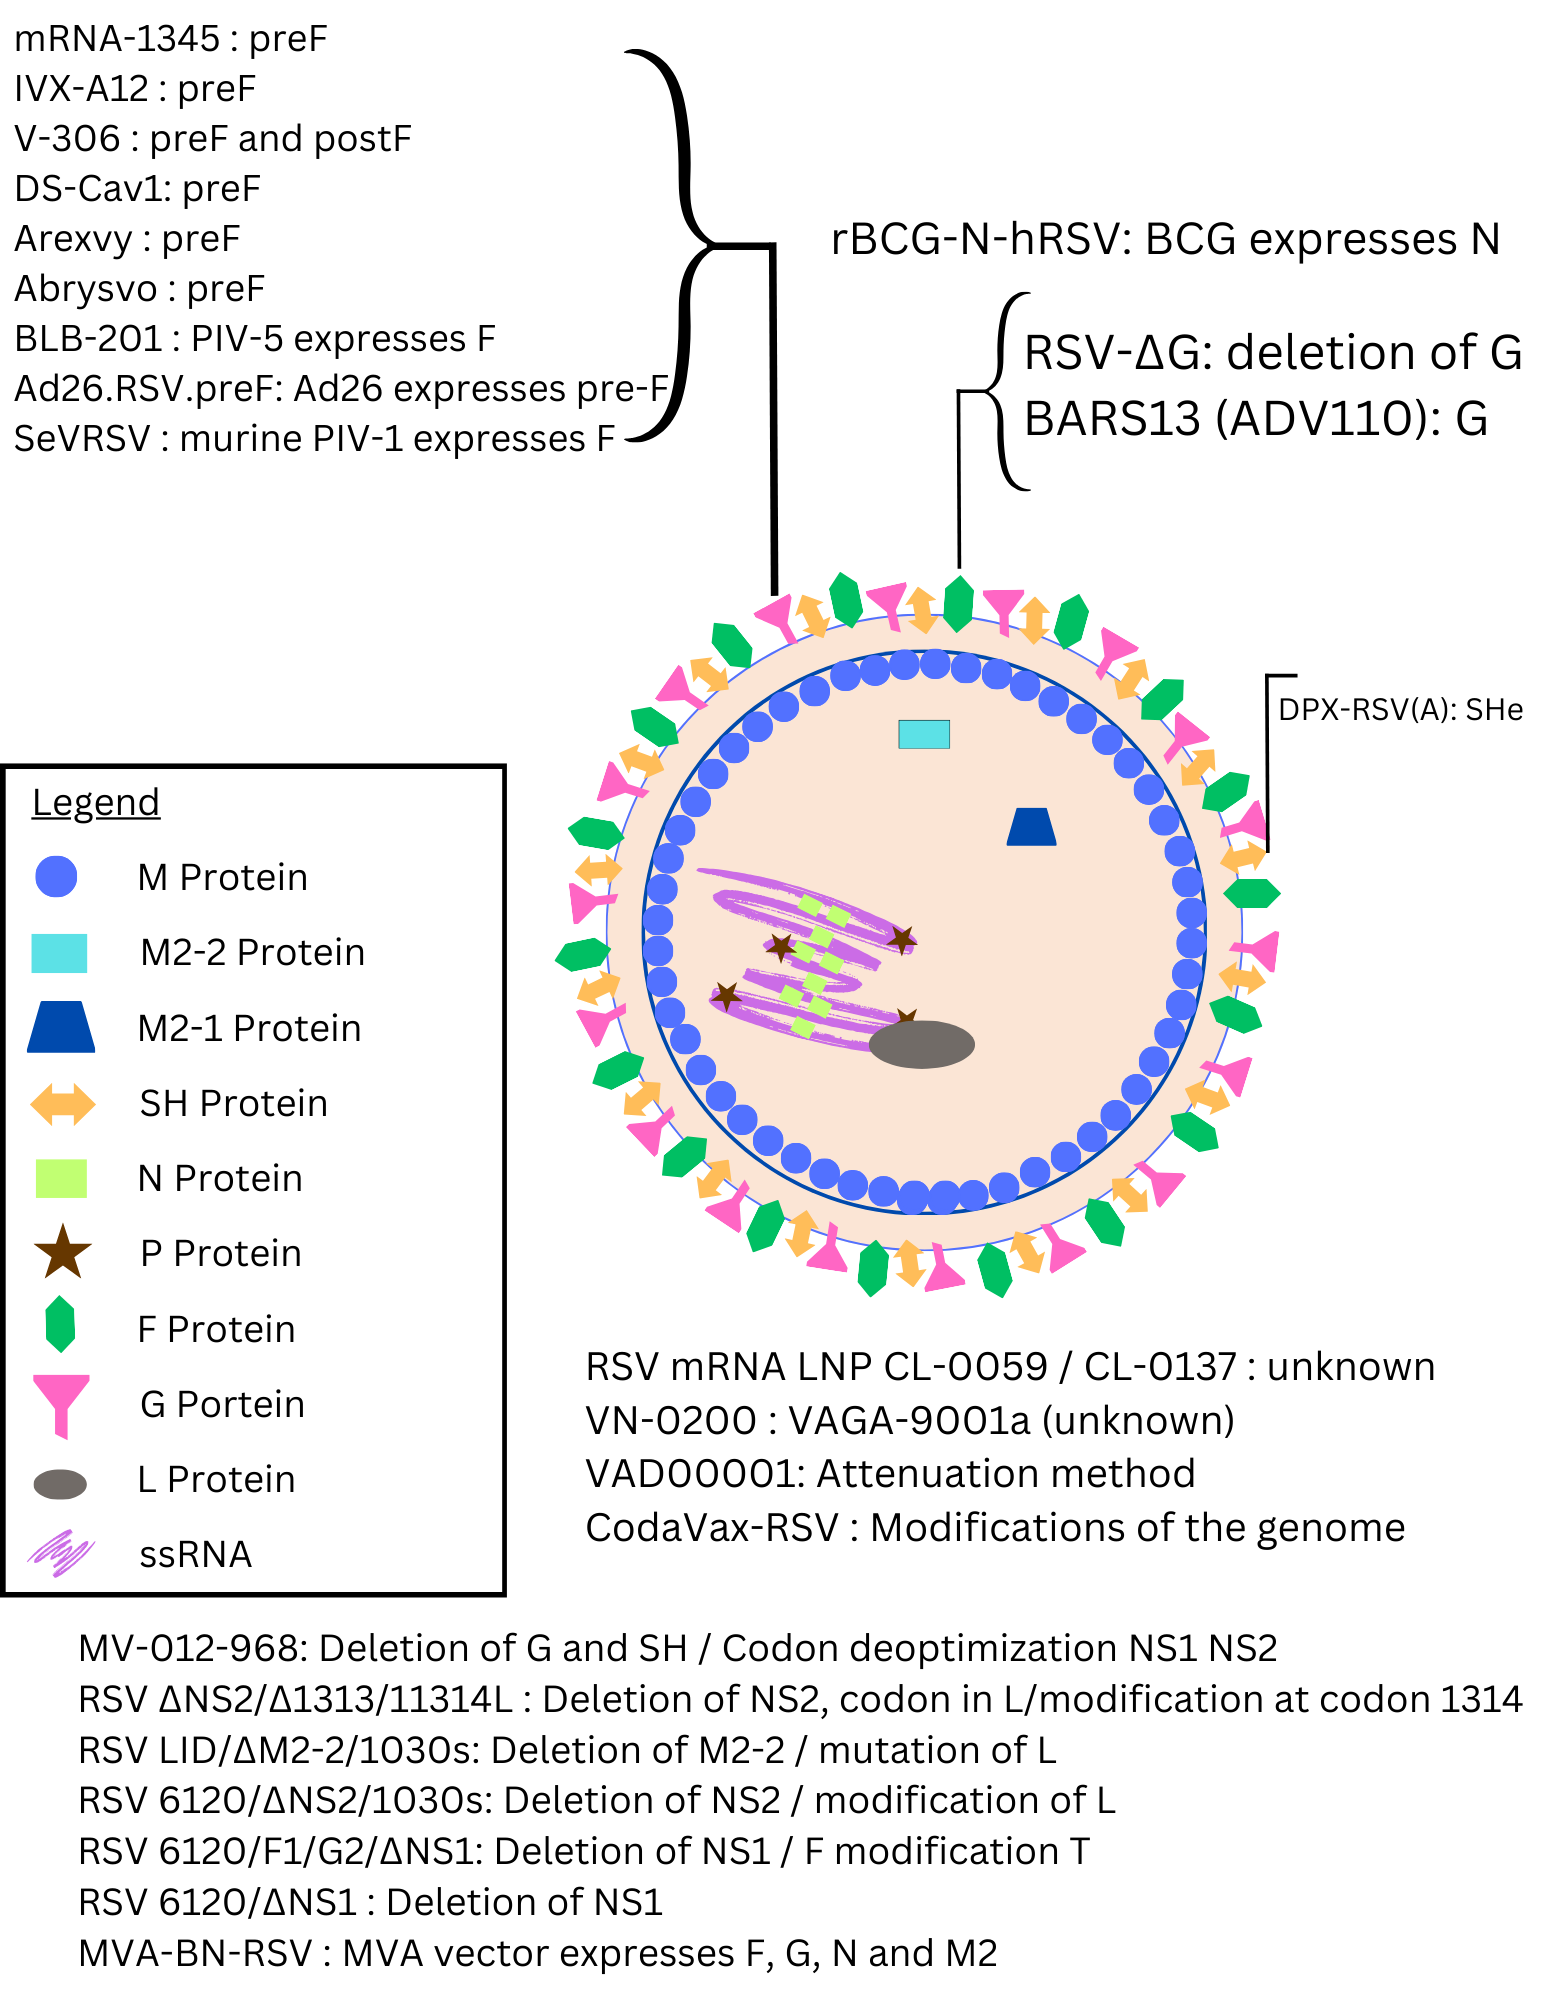 mRNA-1345 : preF
IVX-A12 : preF
V-306 : preF and postF
DS-Cav1: preF
Arexvy : preF
Abrysvo : preF
BLB-201 : PIV-5 expresses F
Ad26.RSV.preF: Ad26 expresses pre-F
SeVRSV : murine PIV-1 expresses F
rBCG-N-hRSV: BCG expresses N
RSV-ΔG: deletion of G
BARS13 (ADV110): G
DPX-RSV(A): SHe
Legend
M Protein
M2-2 Protein
M2-1 Protein
SH Protein
N Protein
P Protein
F Protein
G Portein
L Protein
ssRNA
RSV mRNA LNP CL-0059 / CL-0137 : unknown
VN-0200 : VAGA-9001a (unknown)
VAD00001: Attenuation method
CodaVax-RSV : Modifications of the genome
MV-012-968: Deletion of G and SH / Codon deoptimization NS1 NS2
RSV ΔNS2/Δ1313/11314L : Deletion of NS2, codon in L/modification at codon 1314
RSV LID/ΔM2-2/1030s: Deletion of M2-2 / mutation of L
RSV 6120/ΔNS2/1030s: Deletion of NS2 / modification of L
RSV 6120/F1/G2/ΔNS1: Deletion of NS1 / F modification T
RSV 6120/ΔNS1 : Deletion of NS1
MVA-BN-RSV : MVA vector expresses F, G, N and M2